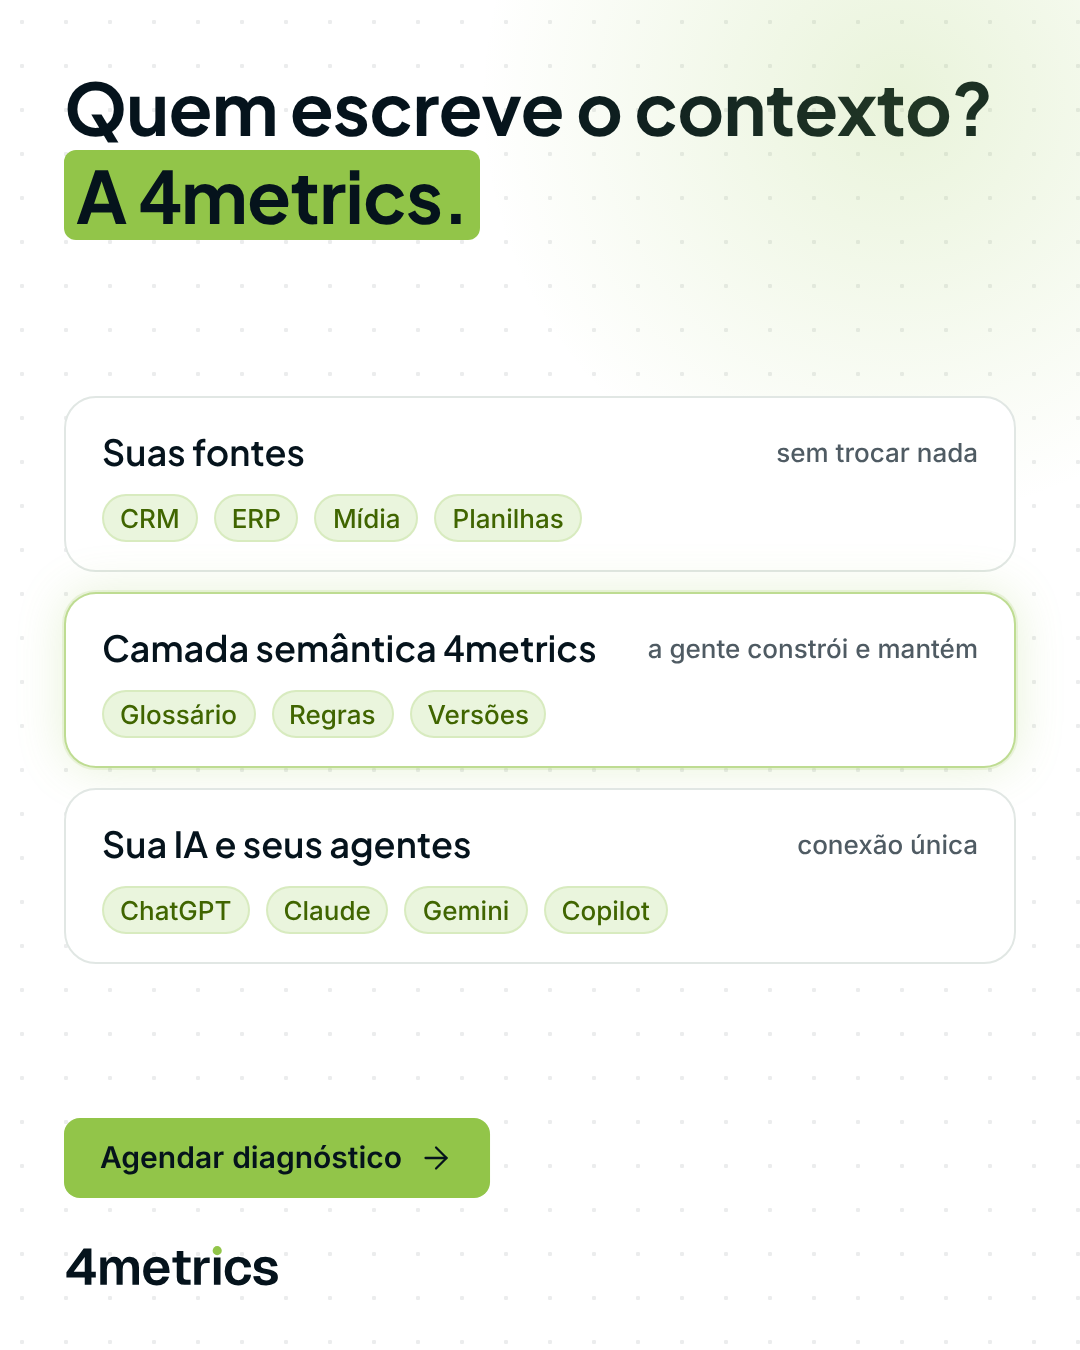 Quem escreve o contexto?
A 4metrics.
Suas fontes
sem trocar nada
CRM
ERP
Mídia
Planilhas
Camada semântica 4metrics
a gente constrói e mantém
Glossário
Regras
Versões
Sua IA e seus agentes
conexão única
ChatGPT
Claude
Gemini
Copilot
Agendar diagnóstico →
4metrics